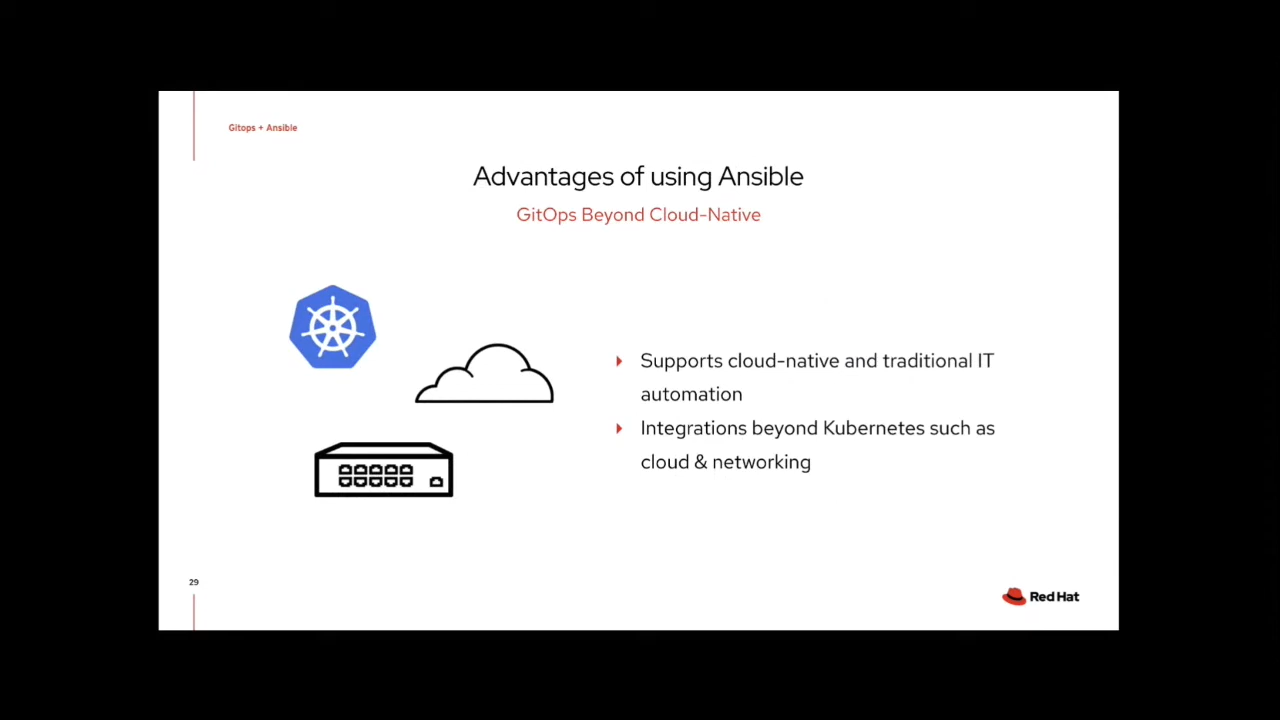 Gitops + Ansible
Advantages of using Ansible
GitOps Beyond Cloud-Native
Supports cloud-native and traditional IT
automation
Integrations beyond Kubernetes such as
cloud & networking
29
Red Hat